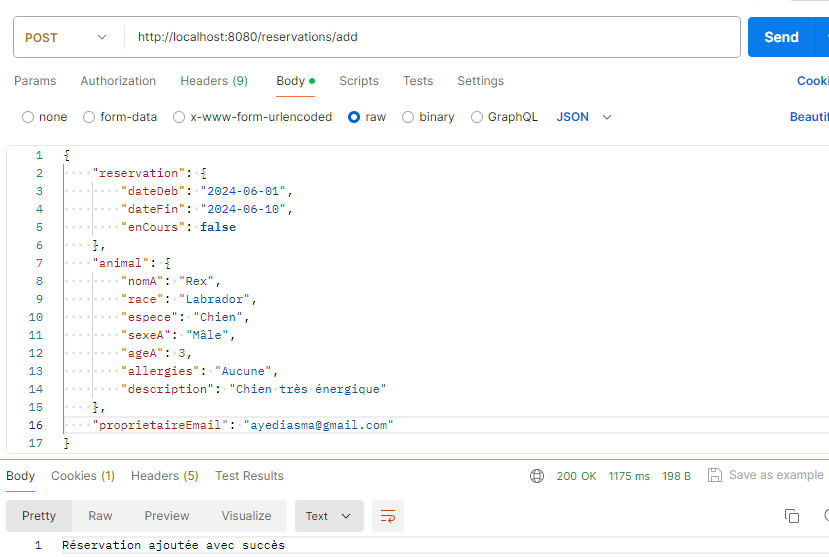 POST http://localhost:8080/reservations/add Send
Params Authorization Headers (9) Body Scripts Tests Settings Cooki
none form-data x-www-form-urlencoded raw binary GraphQL JSON Beautif
1 {
2 "reservation": {
3 "dateDeb": "2024-06-01",
4 "dateFin": "2024-06-10",
5 "enCours": false
6 },
7 "animal": {
8 "nomA": "Rex",
9 "race": "Labrador",
10 "espece": "Chien",
11 "sexeA": "Mâle",
12 "ageA": 3,
13 "allergies": "Aucune",
14 "description": "Chien très énergique"
15 },
16 "proprietaireEmail": "ayediasma@gmail.com"
17 }
Body Cookies (1) Headers (5) Test Results 200 OK 1175 ms 198 B Save as example
Pretty Raw Preview Visualize Text
1 Réservation ajoutée avec succès